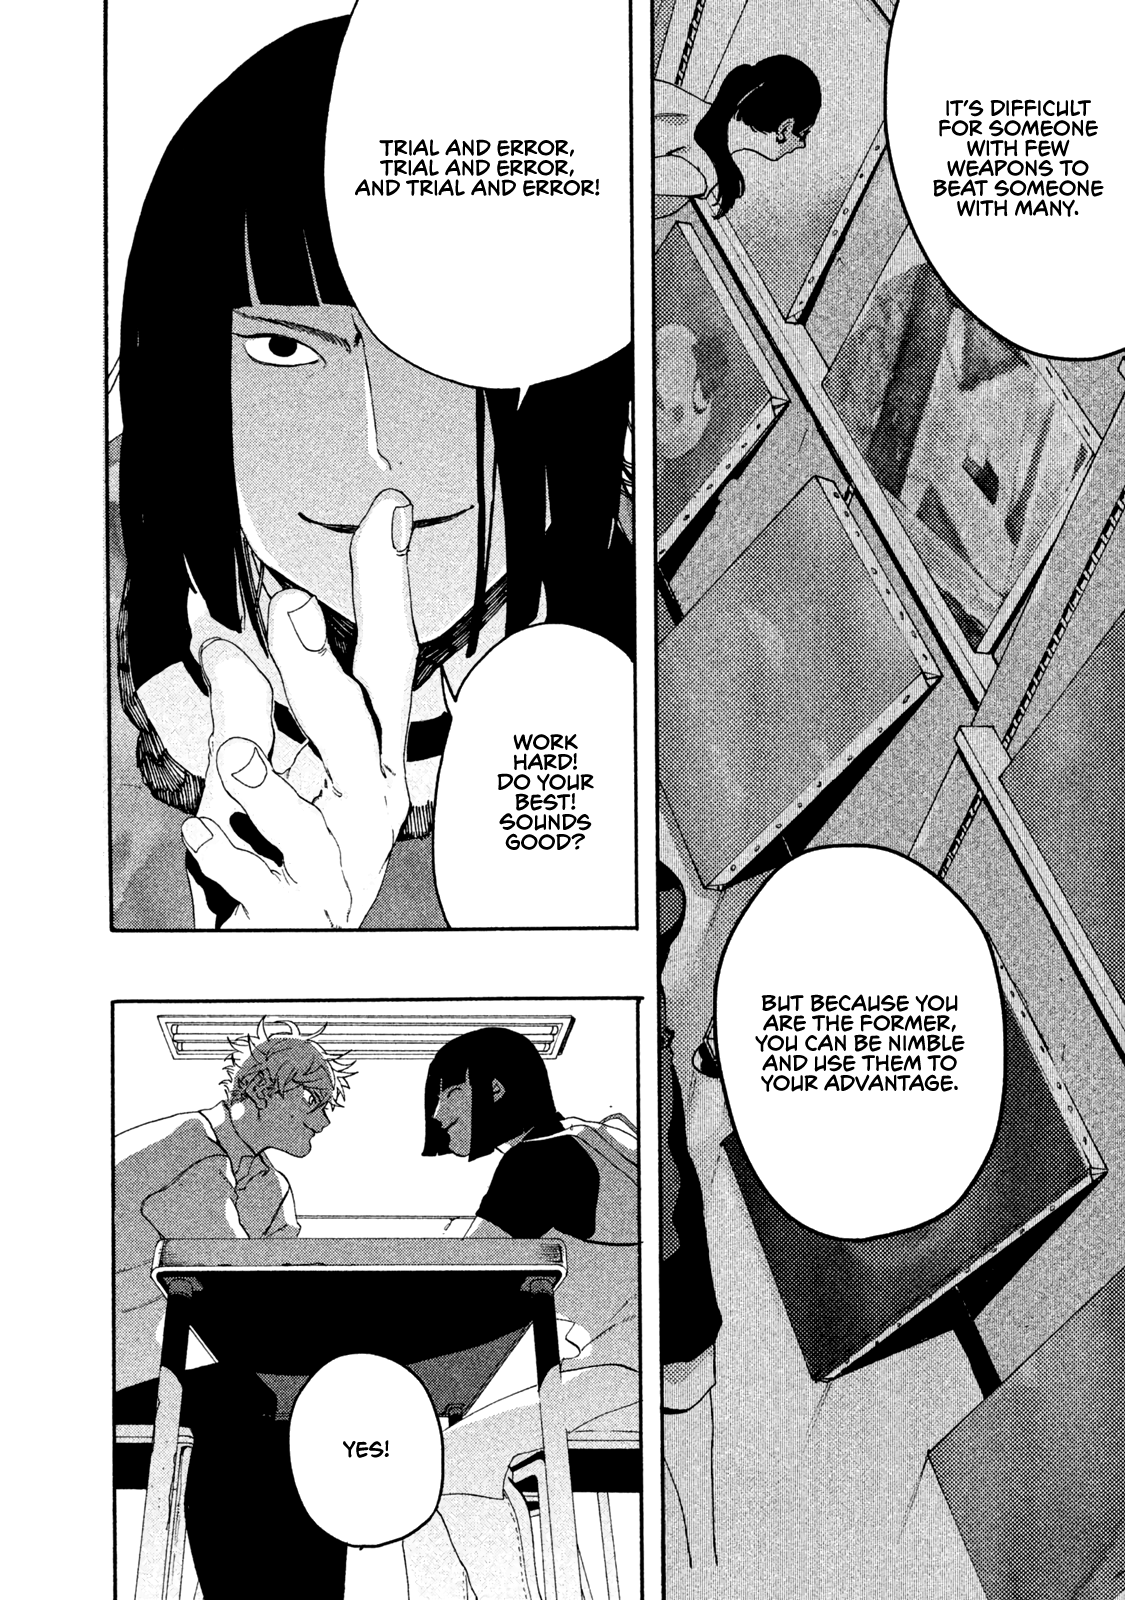 IT'S DIFFICULT
FOR SOMEONE
WITH FEW
WEAPONS TO
BEAT SOMEONE
WITH MANY.
BUT BECAUSE YOU
ARE THE FORMER,
YOU CAN BE NIMBLE
AND USE THEM TO
YOUR ADVANTAGE.
TRIAL AND ERROR,
TRIAL AND ERROR,
AND TRIAL AND ERROR!
WORK
HARD!
DO YOUR
BEST!
SOUNDS
GOOD?
YES!